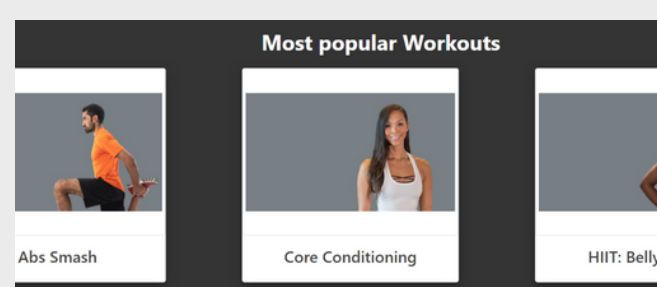 Most popular Workouts
Abs Smash
Core Conditioning
HIIT: Belly